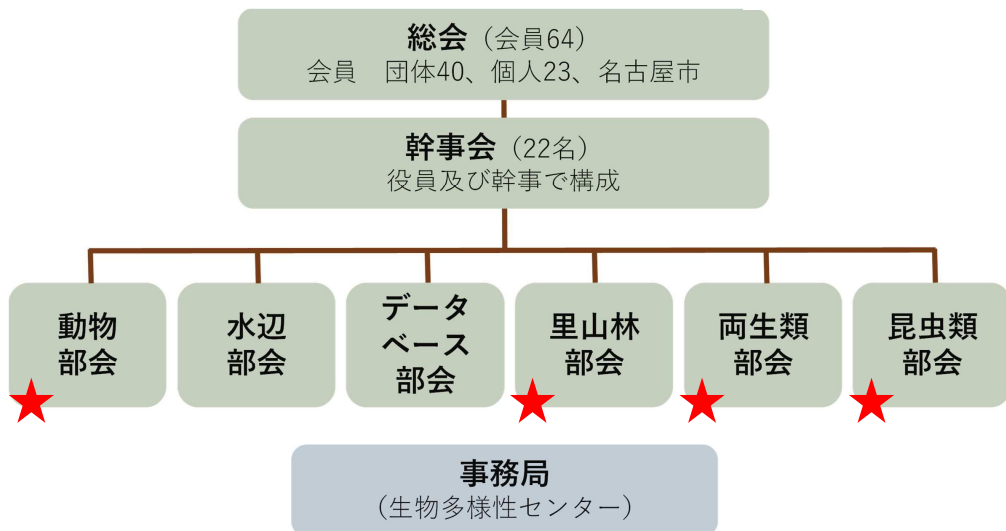 総会（会員64）
会員　団体40、個人23、名古屋市
幹事会（22名）
役員及び幹事で構成
動物
部会
水辺
部会
データ
ベース
部会
里山林
部会
両生類
部会
昆虫類
部会
事務局
（生物多様性センター）